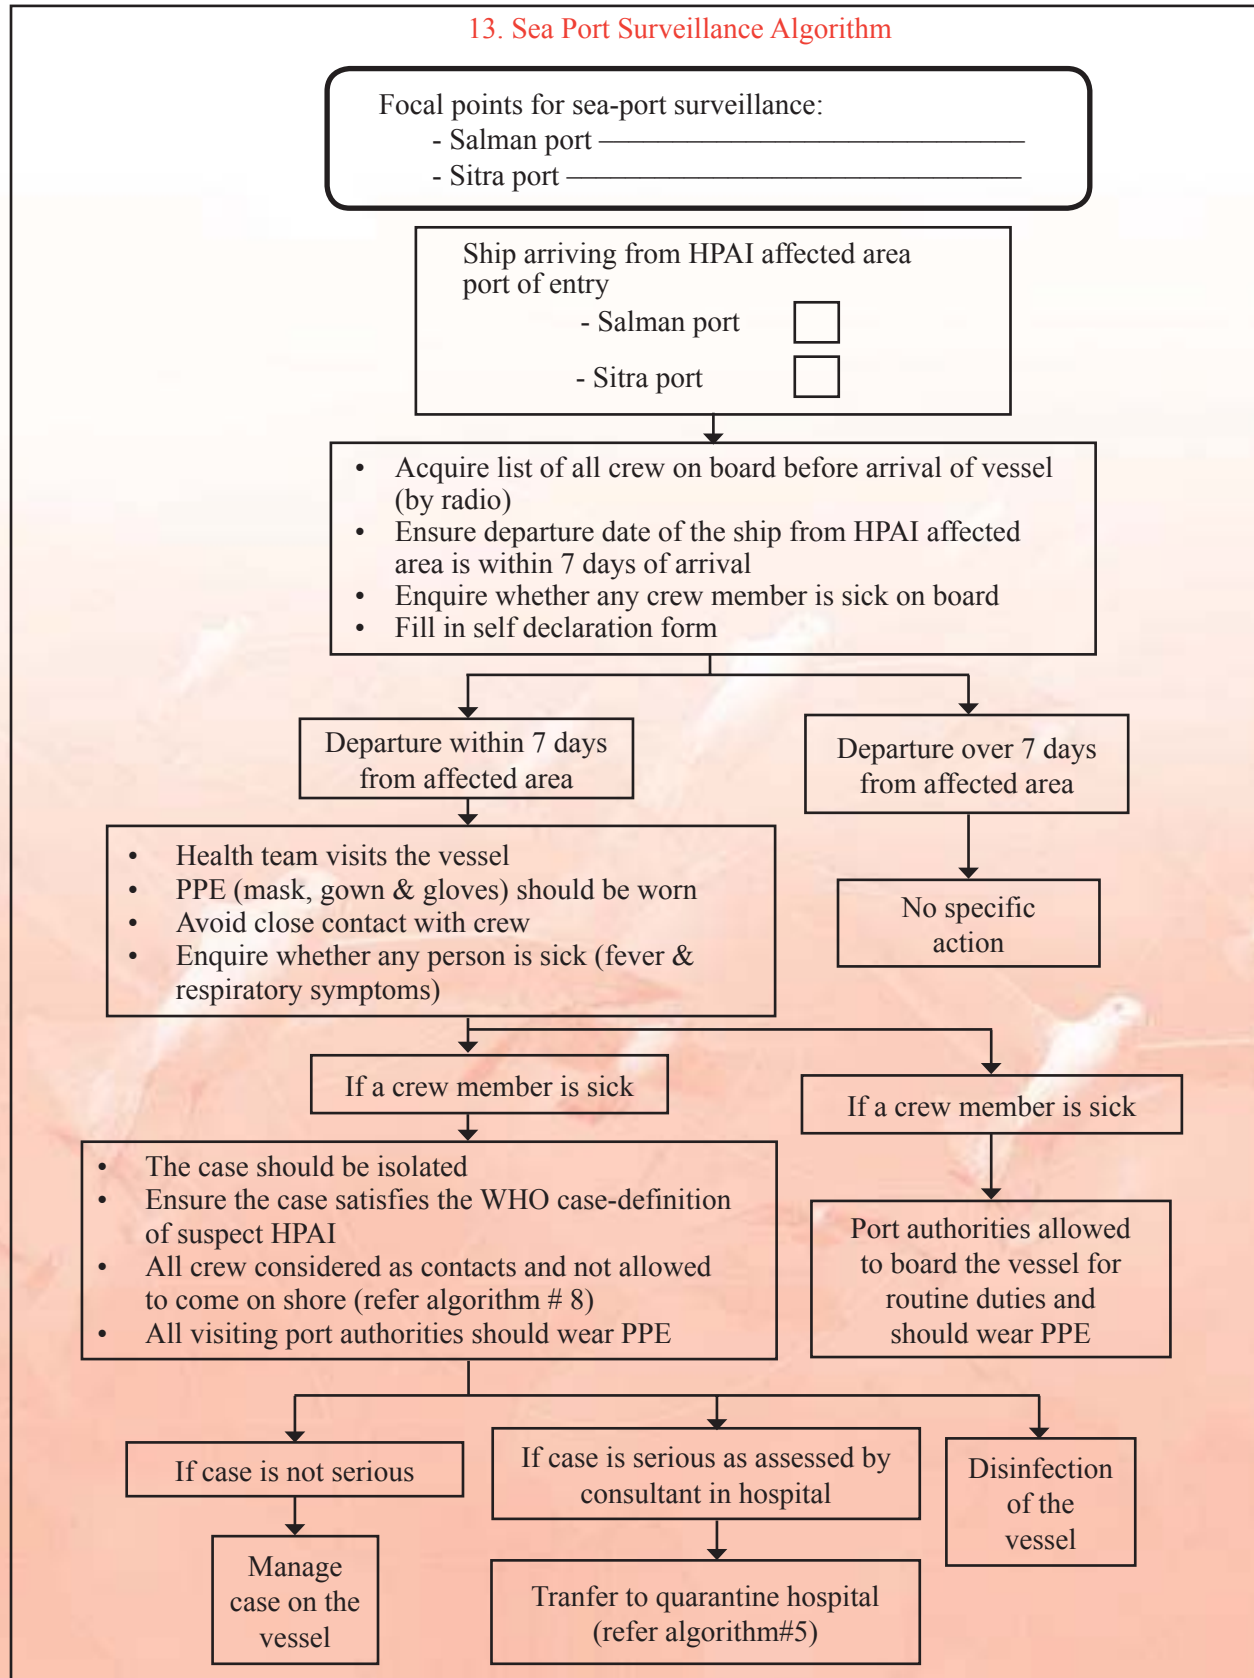 13. Sea Port Surveillance Algorithm
Focal points for sea-port surveillance:
- Salman port
- Sitra port
Ship arriving from HPAI affected area
port of entry
- Salman port
- Sitra port
• Acquire list of all crew on board before arrival of vessel
(by radio)
• Ensure departure date of the ship from HPAI affected
area is within 7 days of arrival
• Enquire whether any crew member is sick on board
• Fill in self declaration form
Departure within 7 days
from affected area
Departure over 7 days
from affected area
• Health team visits the vessel
• PPE (mask, gown & gloves) should be worn
• Avoid close contact with crew
• Enquire whether any person is sick (fever &
respiratory symptoms)
No specific
action
If a crew member is sick
If a crew member is sick
• The case should be isolated
• Ensure the case satisfies the WHO case-definition
of suspect HPAI
• All crew considered as contacts and not allowed
to come on shore (refer algorithm # 8)
• All visiting port authorities should wear PPE
Port authorities allowed
to board the vessel for
routine duties and
should wear PPE
If case is not serious
If case is serious as assessed by
consultant in hospital
Disinfection
of the
vessel
Manage
case on the
vessel
Tranfer to quarantine hospital
(refer algorithm#5)